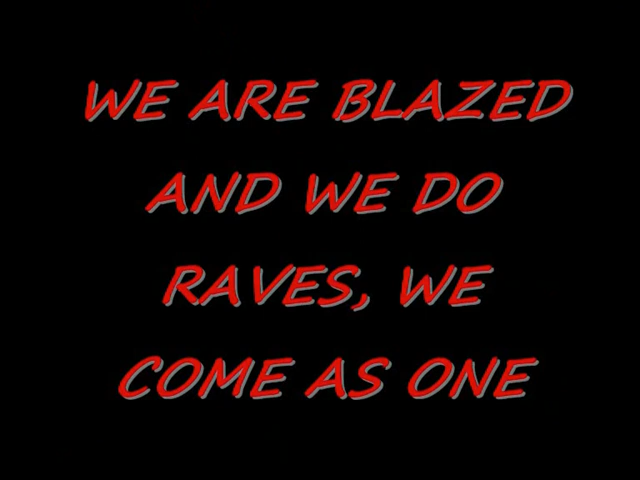 WE ARE BLAZED
AND WE DO
RAVES, WE
COME AS ONE